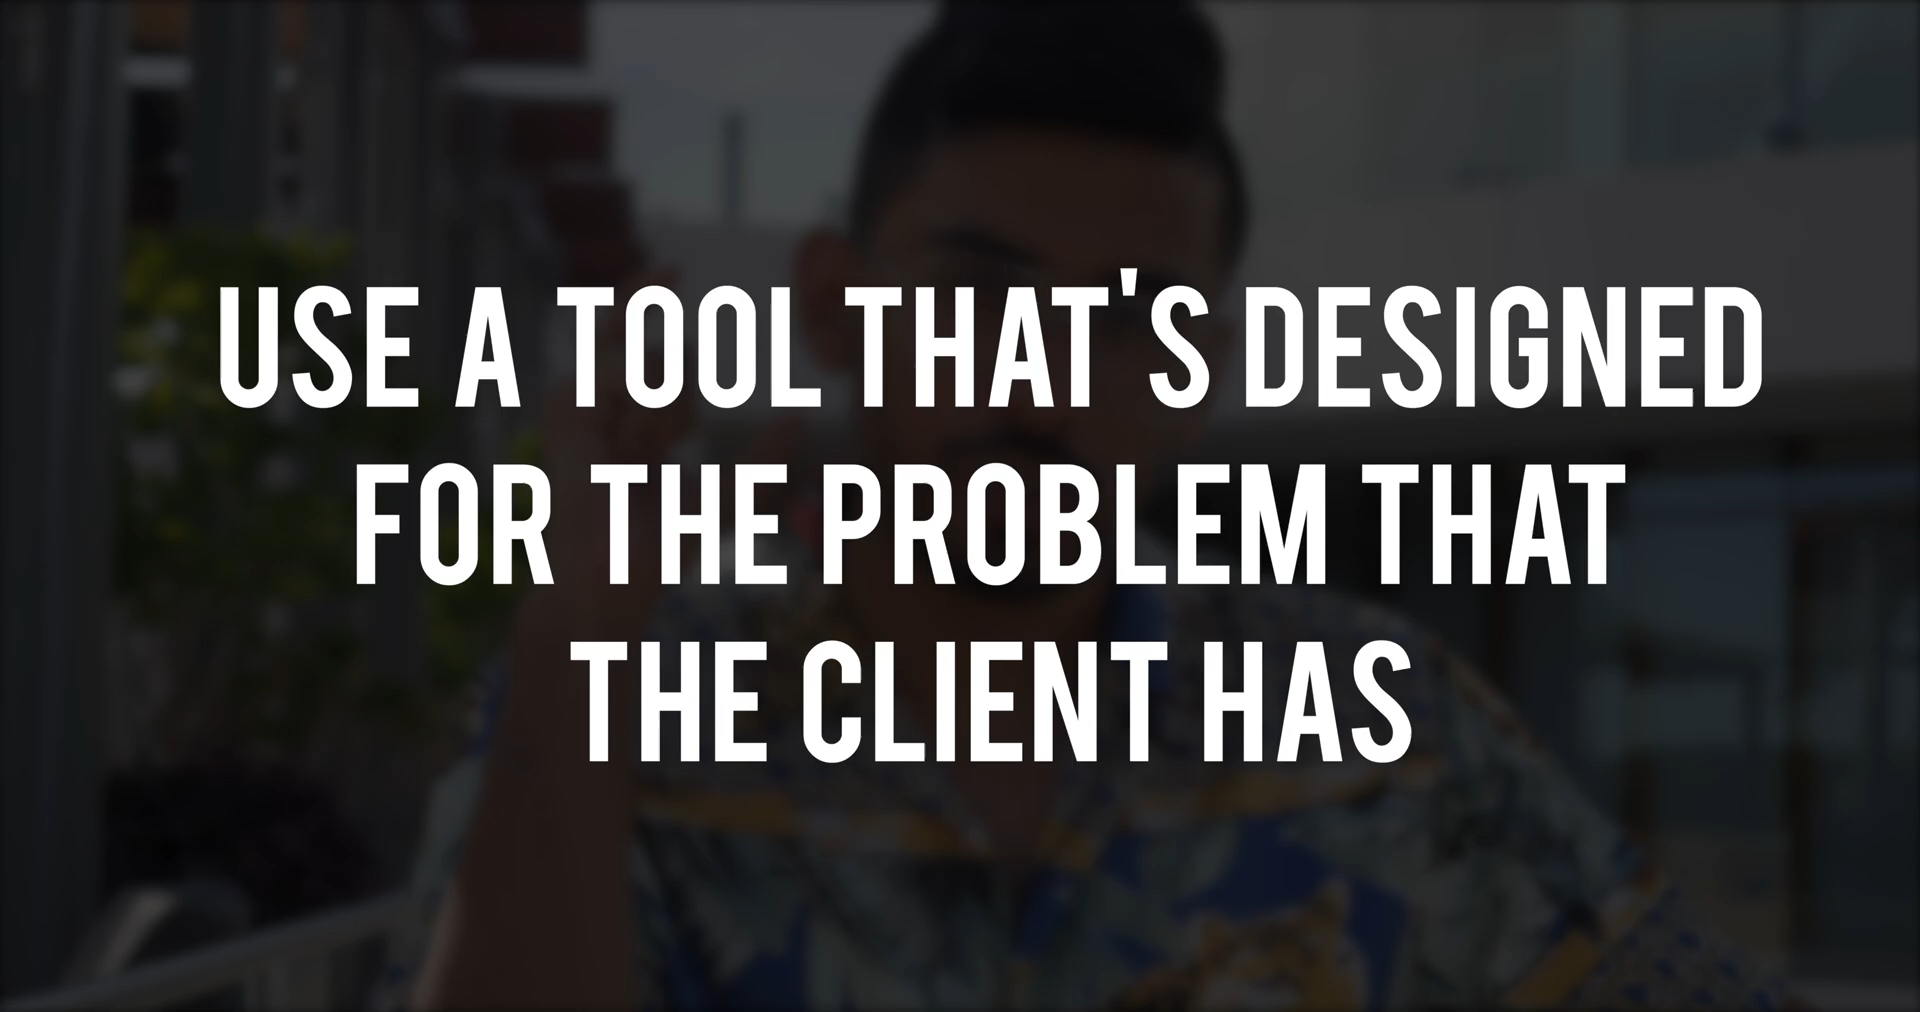 USE A TOOL THAT'S DESIGNED
FOR THE PROBLEM THAT
THE CLIENT HAS